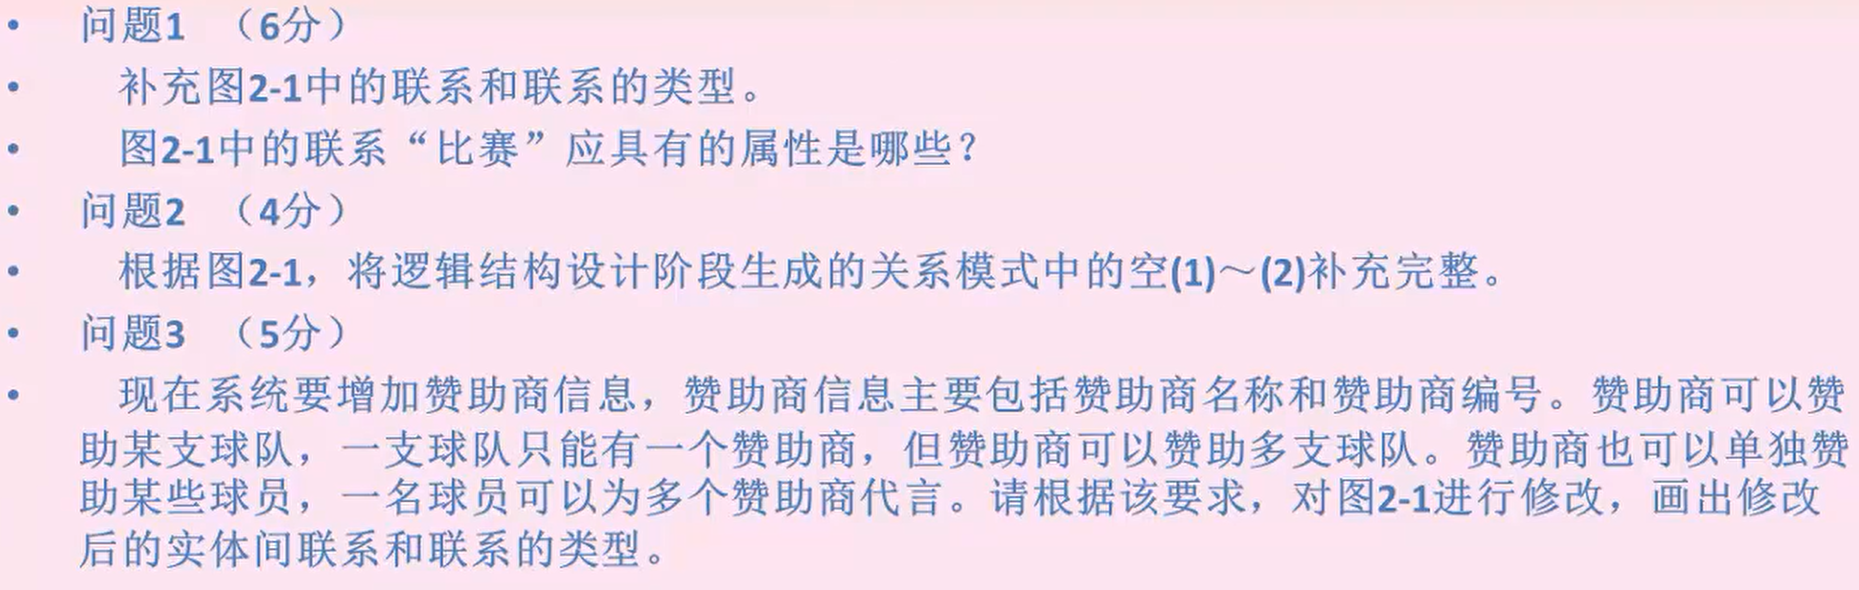 • 问题1 （6分）
• 补充图2-1中的联系和联系的类型。
• 图2-1中的联系“比赛”应具有的属性是哪些？
• 问题2 （4分）
• 根据图2-1，将逻辑结构设计阶段生成的关系模式中的空(1)～(2)补充完整。
• 问题3 （5分）
• 现在系统要增加赞助商信息，赞助商信息主要包括赞助商名称和赞助商编号。赞助商可以赞
助某支球队，一支球队只能有一个赞助商，但赞助商可以赞助多支球队。赞助商也可以单独赞
助某些球员，一名球员可以为多个赞助商代言。请根据该要求，对图2-1进行修改，画出修改
后的实体间联系和联系的类型。